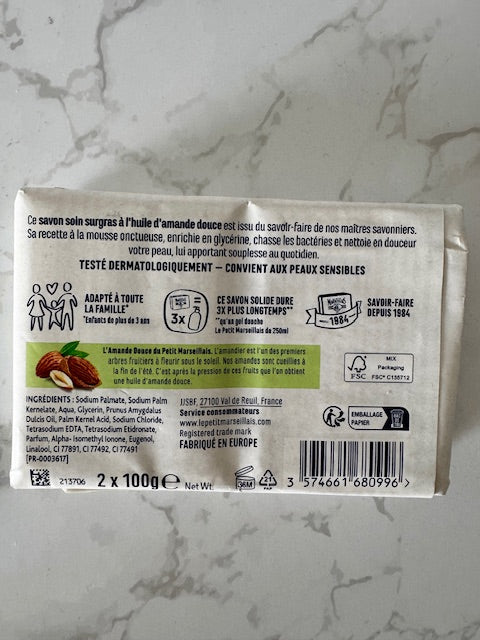 Ce savon soin surgras à l'huile d'amande douce est issu du savoir-faire de nos maîtres savonniers.
Sa recette à la mousse onctueuse, enrichie en glycérine, chasse les bactéries et nettoie en douceur
votre peau, lui apportant souplesse au quotidien.
TESTÉ DERMATOLOGIQUEMENT – CONVIENT AUX PEAUX SENSIBLES
ADAPTÉ À TOUTE
LA FAMILLE*
*Enfants de plus de 3 ans
3x
CE SAVON SOLIDE DURE
3X PLUS LONGTEMPS**
**qu'un gel douche
Le Petit Marseillais de 250ml
1984
SAVOIR-FAIRE
DEPUIS 1984
L'Amande Douce du Petit Marseillais. L'amandier est l'un des premiers
arbres fruitiers à fleurir sous le soleil. Nos amandes sont cueillies à
la fin de l'été. C'est après la pression de ces fruits que l'on obtient
une huile d'amande douce.
FSC
MIX
Packaging
FSC® C135712
INGRÉDIENTS : Sodium Palmate, Sodium Palm
Kernelate, Aqua, Glycerin, Prunus Amygdalus
Dulcis Oil, Palm Kernel Acid, Sodium Chloride,
Tetrasodium EDTA, Tetrasodium Etidronate,
Parfum, Alpha-Isomethyl Ionone, Eugenol,
Linalool, CI 77891, CI 77492, CI 77491
[PR-0003617]
JJSBF, 27100 Val de Reuil, France
Service consommateurs
www.lepetitmarseillais.com
Registered trade mark
FABRIQUÉ EN EUROPE
EMBALLAGE
PAPIER
213706
2 x 100g e Net Wt.
36M
21
PAP
3 574661 680996 >